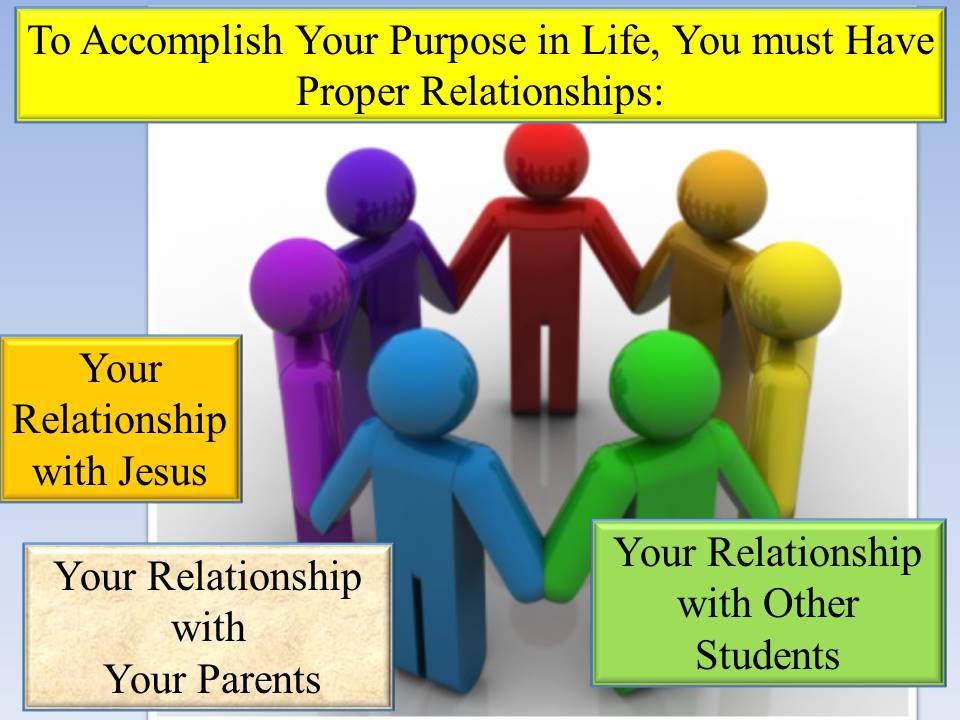 To Accomplish Your Purpose in Life, You must Have
Proper Relationships:
Your
Relationship
with Jesus
Your Relationship
with
Your Parents
Your Relationship
with Other
Students